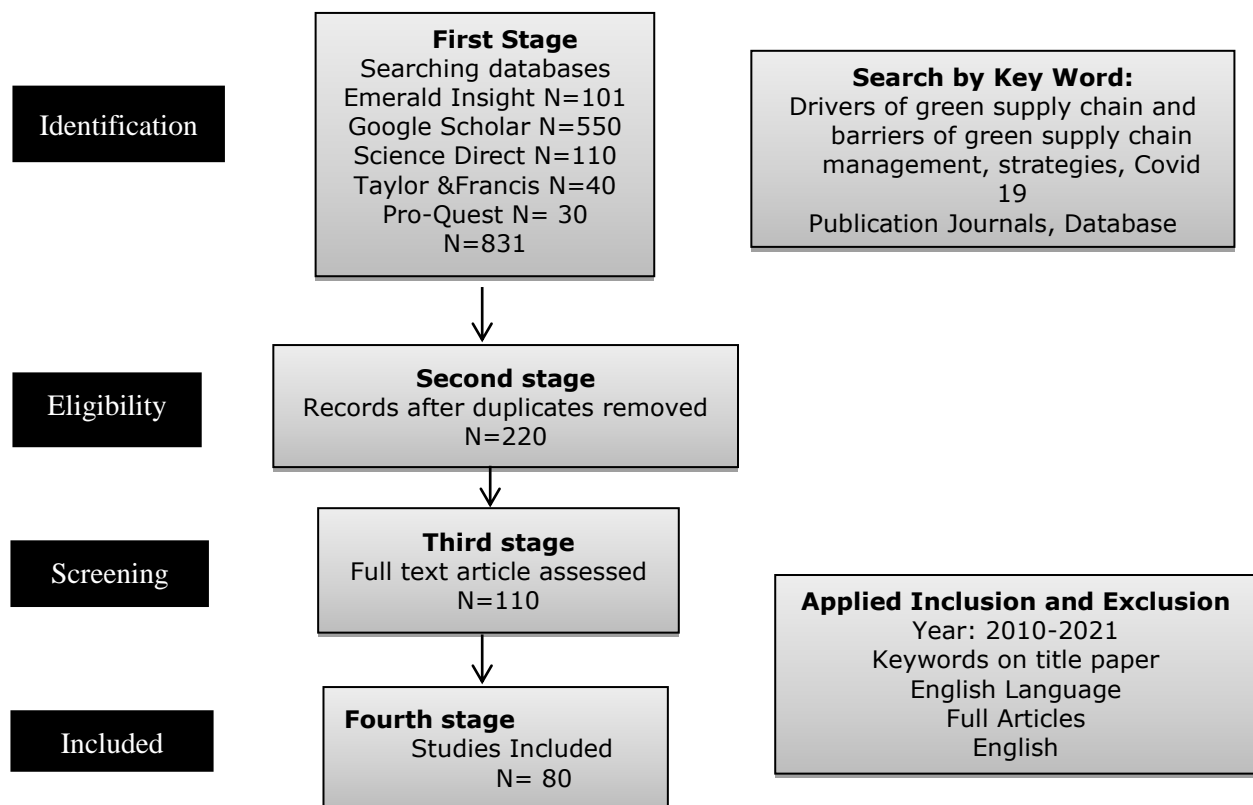 Identification
First Stage
Searching databases
Emerald Insight N=101
Google Scholar N=550
Science Direct N=110
Taylor &Francis N=40
Pro-Quest N= 30
N=831
Search by Key Word:
Drivers of green supply chain and
barriers of green supply chain
management, strategies, Covid
19
Publication Journals, Database
Eligibility
Second stage
Records after duplicates removed
N=220
Screening
Third stage
Full text article assessed
N=110
Applied Inclusion and Exclusion
Year: 2010-2021
Keywords on title paper
English Language
Full Articles
English
Included
Fourth stage
Studies Included
N= 80